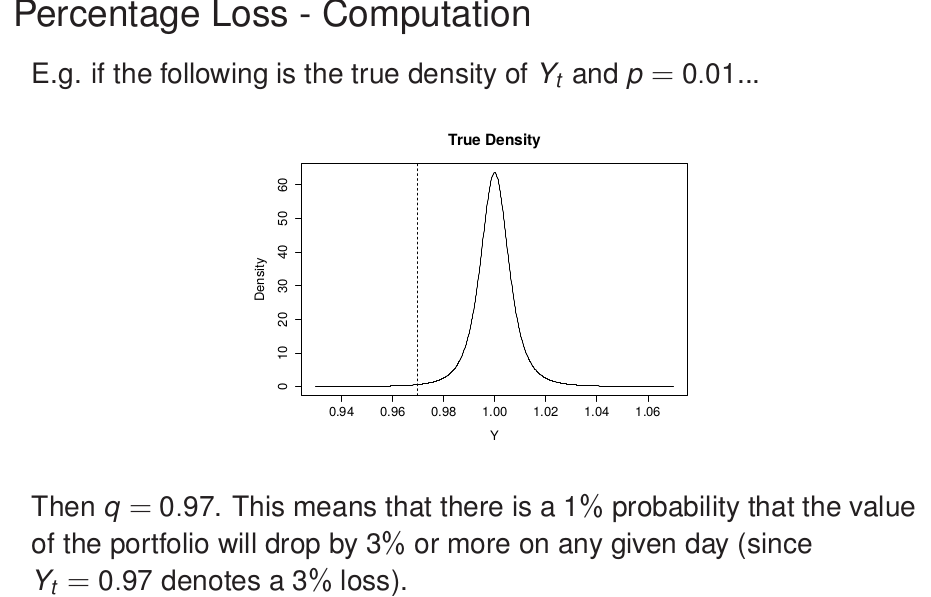 Percentage Loss - Computation
E.g. if the following is the true density of Yt and p = 0.01...
True Density
60
50
40
30
20
10
0
Density
0.94 0.96 0.98 1.00 1.02 1.04 1.06
Y
Then q = 0.97. This means that there is a 1% probability that the value
of the portfolio will drop by 3% or more on any given day (since
Yt = 0.97 denotes a 3% loss).